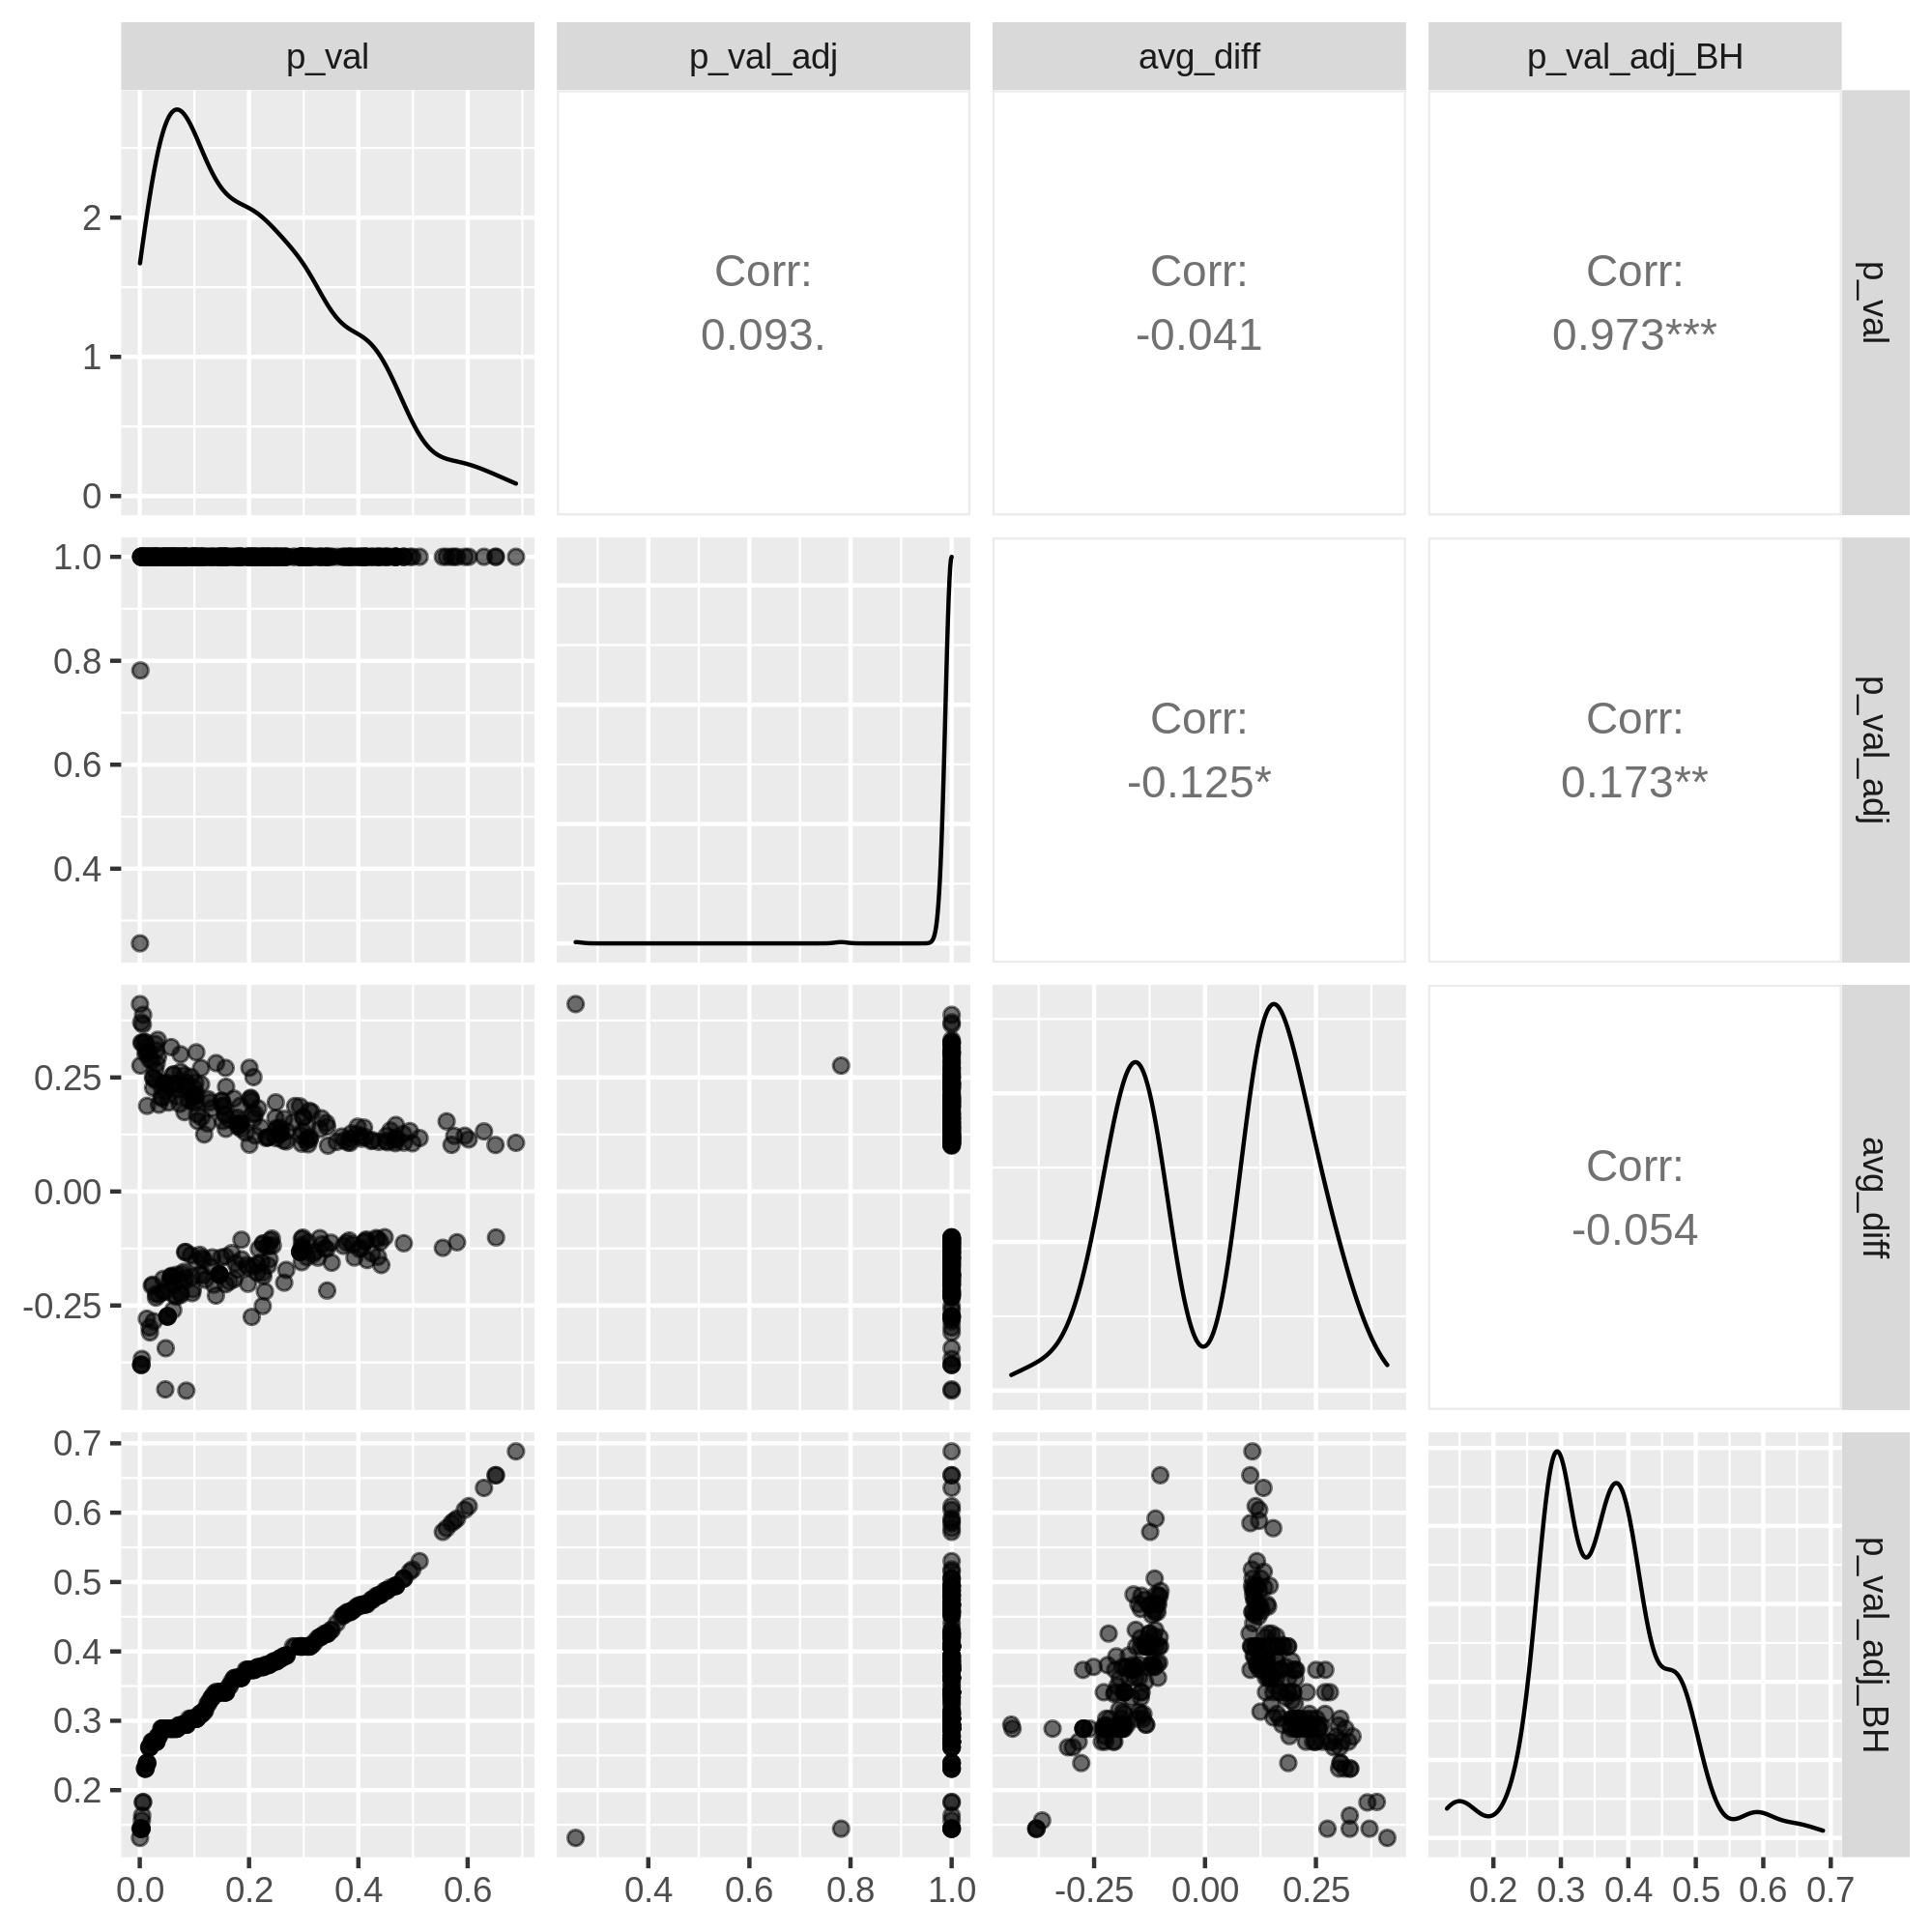 p_val p_val_adj avg_diff p_val_adj_BH
2
1
0
Corr:
0.093.
Corr:
-0.041
Corr:
0.973***
p_val
1.0
0.8
0.6
0.4
Corr:
-0.125*
Corr:
0.173**
p_val_adj
0.25
0.00
-0.25
Corr:
-0.054
avg_diff
0.7
0.6
0.5
0.4
0.3
0.2
p_val_adj_BH
0.0 0.2 0.4 0.6 0.4 0.6 0.8 1.0 -0.25 0.00 0.25 0.2 0.3 0.4 0.5 0.6 0.7